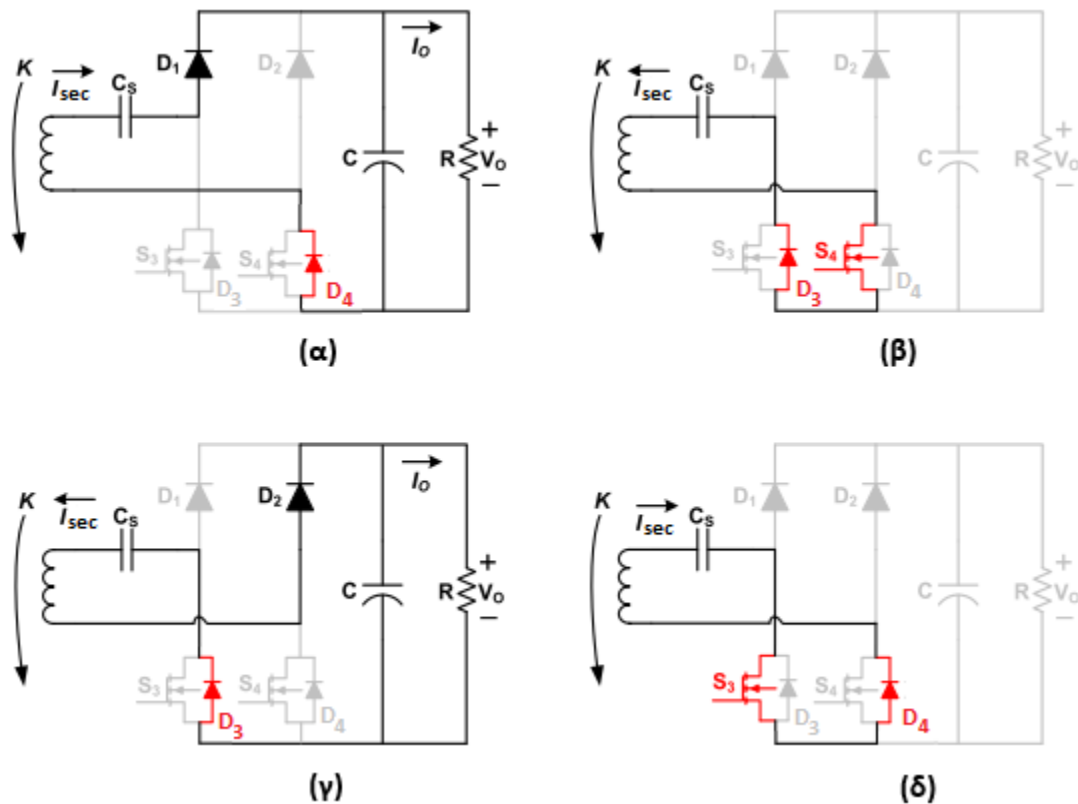 K I_sec C_S D_1 D_2 I_O
C R + V_O −
S_3 D_3 S_4 D_4
(α)
K I_sec C_S D_1 D_2
C R + V_O −
S_3 D_3 S_4 D_4
(β)
K I_sec C_S D_1 D_2 I_O
C R + V_O −
S_3 D_3 S_4 D_4
(γ)
K I_sec C_S D_1 D_2
C R + V_O −
S_3 D_3 S_4 D_4
(δ)